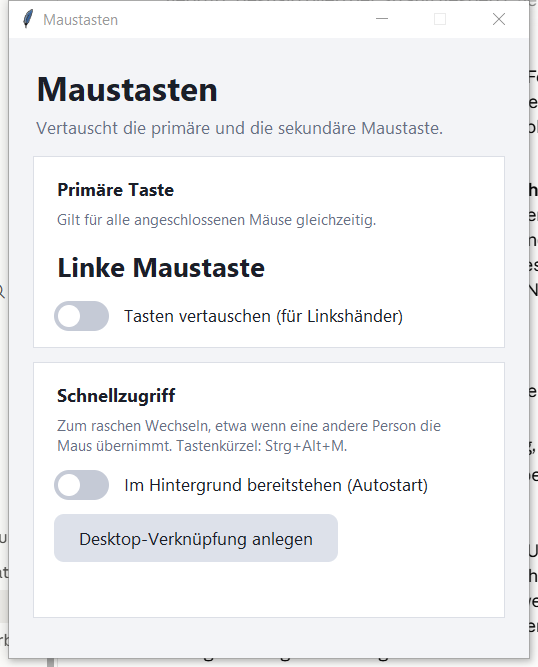 Maustasten
Maustasten
Vertauscht die primäre und die sekundäre Maustaste.
Primäre Taste
Gilt für alle angeschlossenen Mäuse gleichzeitig.
Linke Maustaste
Tasten vertauschen (für Linkshänder)
Schnellzugriff
Zum raschen Wechseln, etwa wenn eine andere Person die
Maus übernimmt. Tastenkürzel: Strg+Alt+M.
Im Hintergrund bereitstehen (Autostart)
Desktop-Verknüpfung anlegen